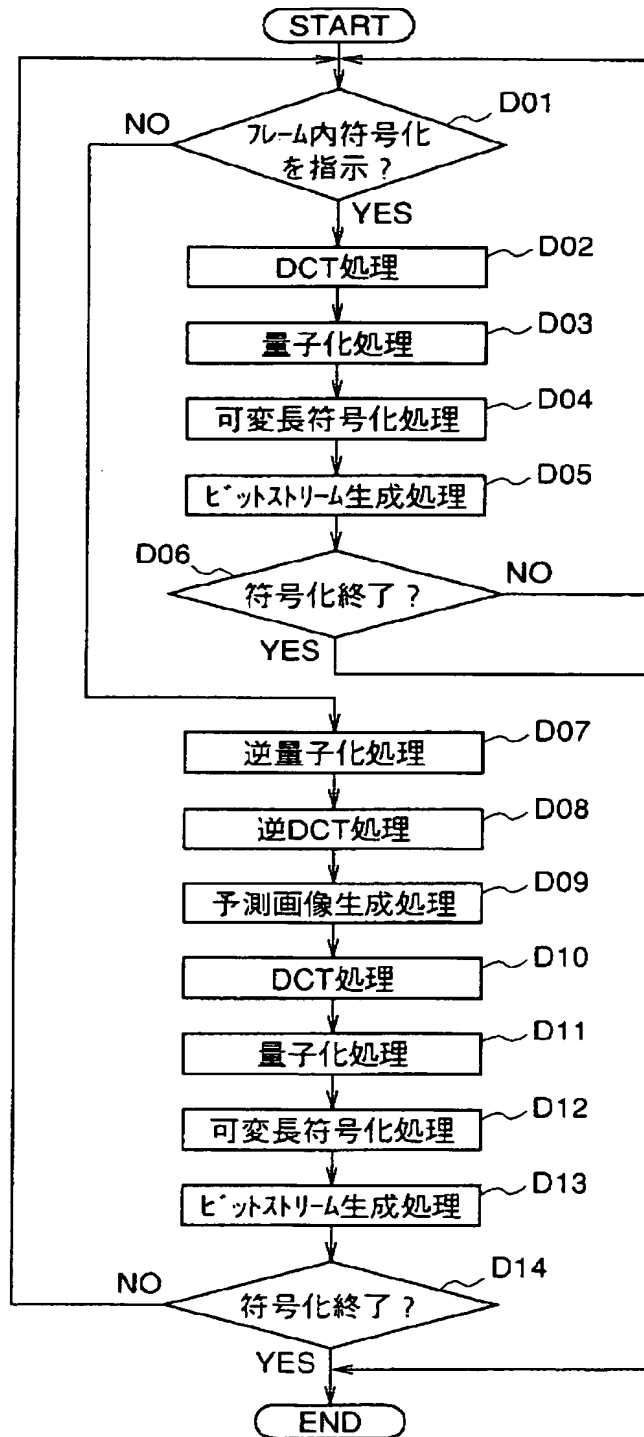 START
D01
NO
フレーム内符号化
を指示？
YES
D02
DCT処理
D03
量子化処理
D04
可変長符号化処理
D05
ビットストリーム生成処理
D06
NO
符号化終了？
YES
D07
逆量子化処理
D08
逆DCT処理
D09
予測画像生成処理
D10
DCT処理
D11
量子化処理
D12
可変長符号化処理
D13
ビットストリーム生成処理
D14
NO
符号化終了？
YES
END